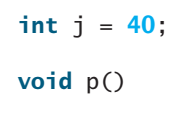 int j = 40;
void p()